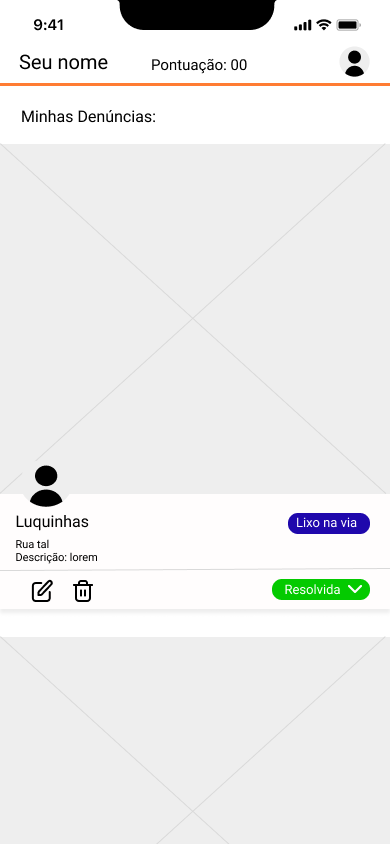 9:41
Seu nome
Pontuação: 00
Minhas Denúncias:
Luquinhas
Lixo na via
Rua tal
Descrição: lorem
Resolvida